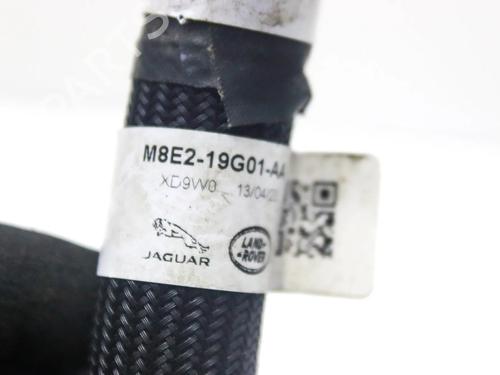 M8E2-19G01-AA
XD9W0 13/04/2
JAGUAR
LAND-
ROVER